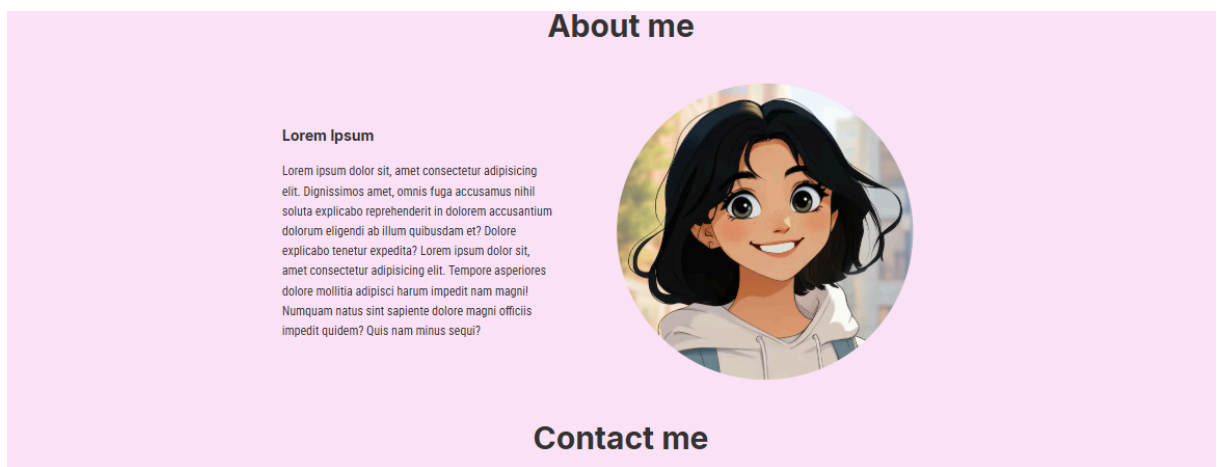 About me
Lorem Ipsum
Lorem ipsum dolor sit, amet consectetur adipisicing
elit. Dignissimos amet, omnis fuga accusamus nihil
soluta explicabo reprehenderit in dolorem accusantium
dolorum eligendi ab illum quibusdam et? Dolore
explicabo tenetur expedita? Lorem ipsum dolor sit,
amet consectetur adipisicing elit. Tempore asperiores
dolore mollitia adipisci harum impedit nam magni!
Numquam natus sint sapiente dolore magni officiis
impedit quidem? Quis nam minus sequi?
Contact me